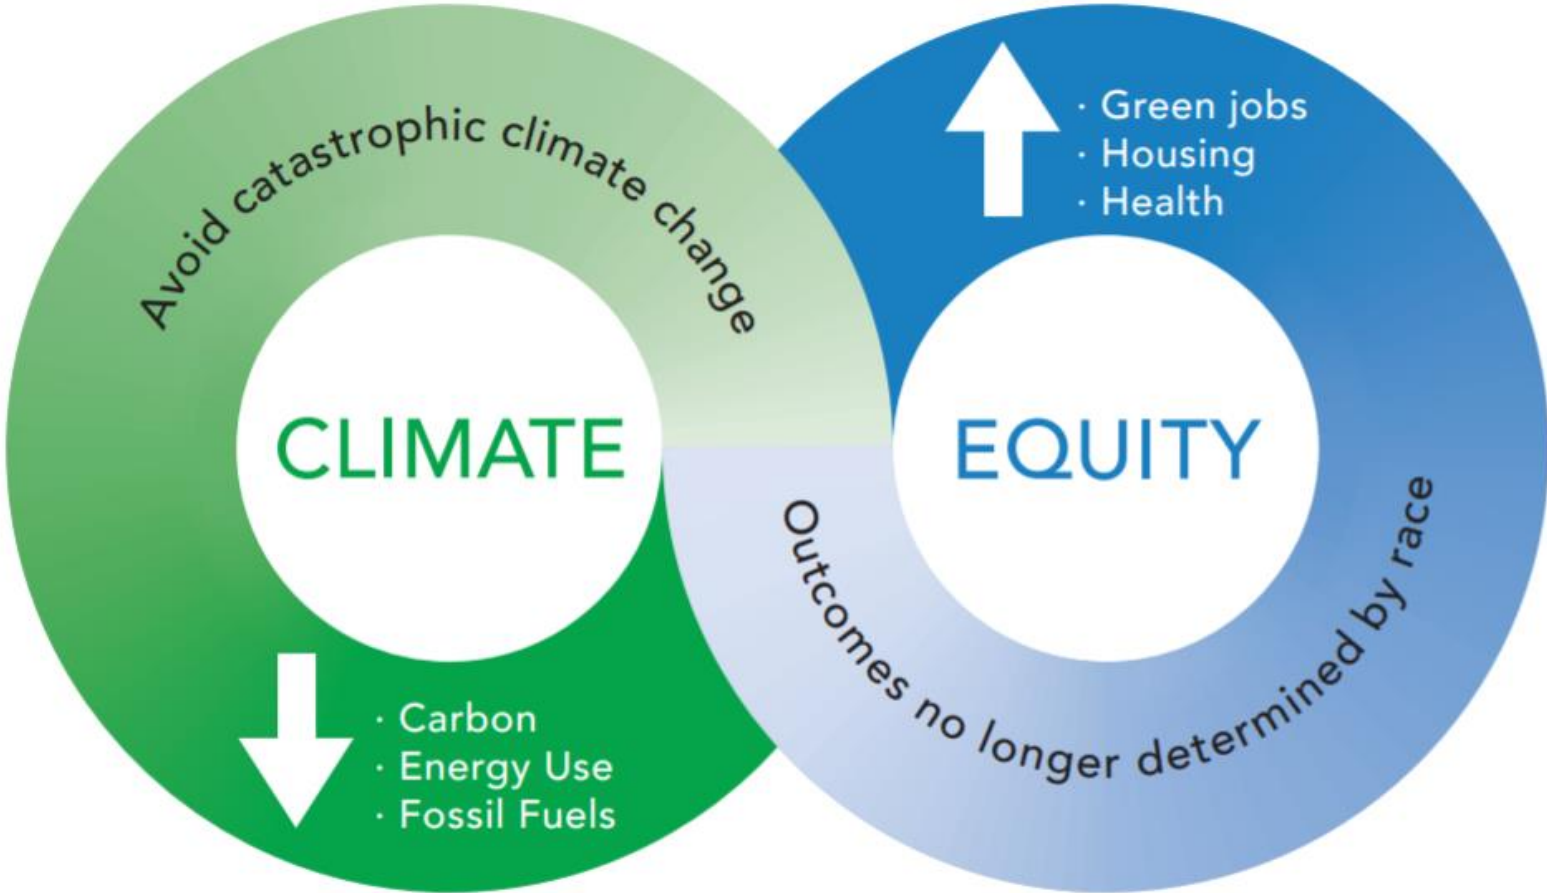 Avoid catastrophic climate change
CLIMATE
· Carbon
· Energy Use
· Fossil Fuels
· Green jobs
· Housing
· Health
EQUITY
Outcomes no longer determined by race